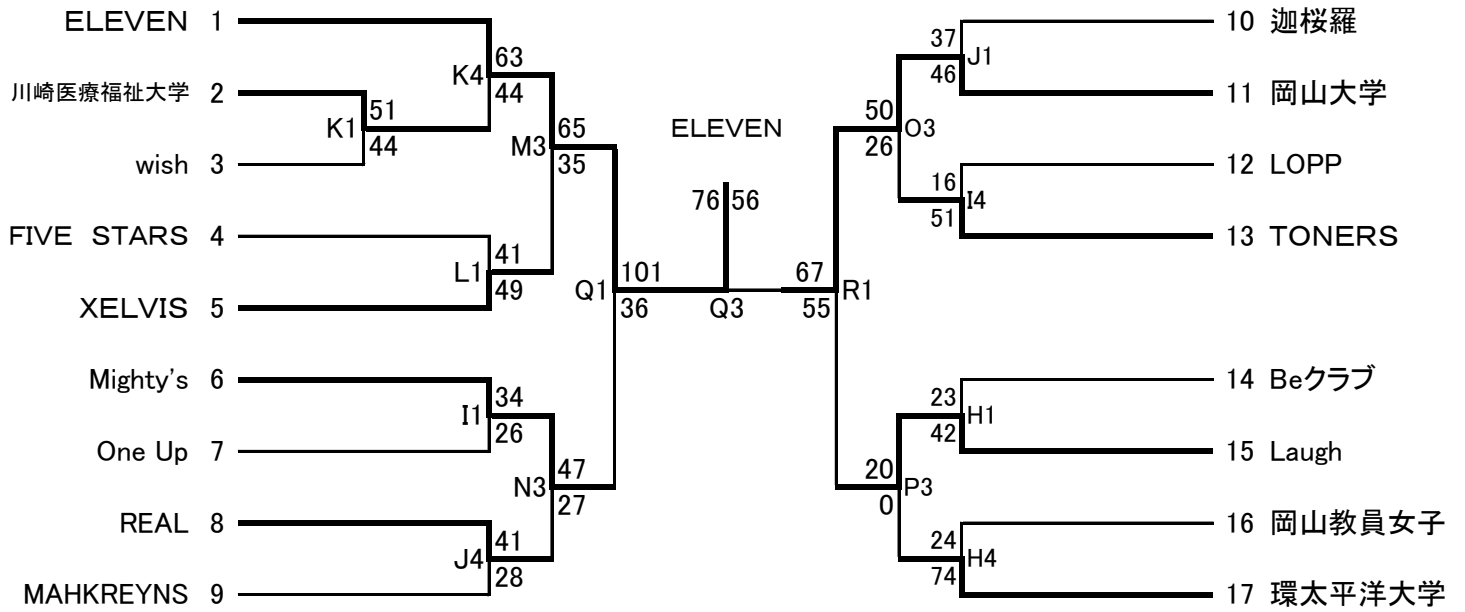 ELEVEN 1
63
K4
44
川崎医療福祉大学 2
51
K1
44
wish 3
65
M3
35
FIVE STARS 4
41
L1
49
XELVIS 5
101
Q1
36
Mighty's 6
34
I1
26
One Up 7
47
N3
27
REAL 8
41
J4
28
MAHKREYNS 9
ELEVEN
76 56
Q3
10 迦桜羅
37
J1
46
11 岡山大学
50
O3
26
12 LOPP
16
I4
51
13 TONERS
67
R1
55
14 Beクラブ
23
H1
42
15 Laugh
20
P3
0
16 岡山教員女子
24
H4
74
17 環太平洋大学